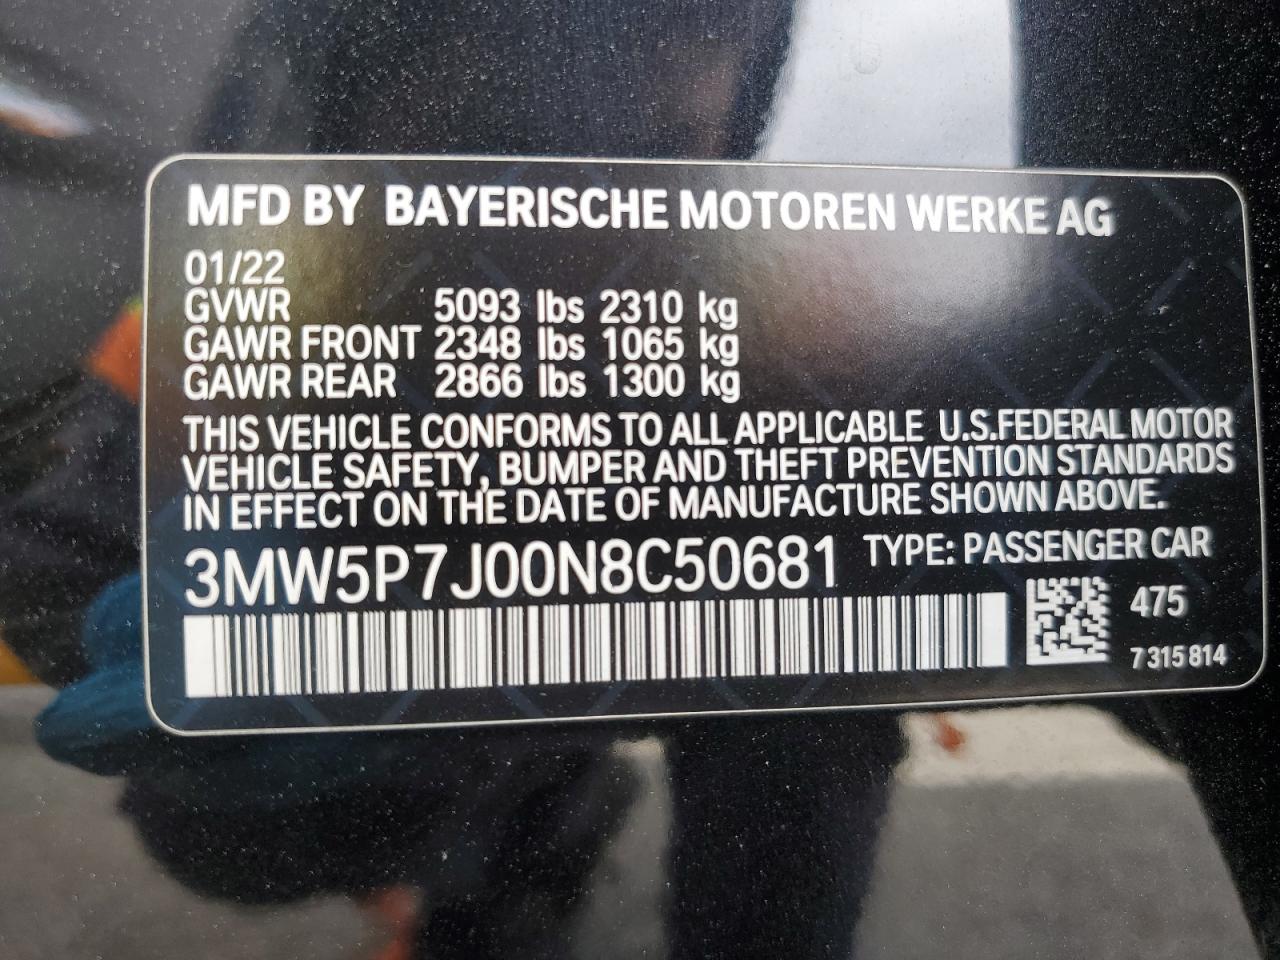 MFD BY BAYERISCHE MOTOREN WERKE AG
01/22
GVWR 5093 lbs 2310 kg
GAWR FRONT 2348 lbs 1065 kg
GAWR REAR 2866 lbs 1300 kg
THIS VEHICLE CONFORMS TO ALL APPLICABLE U.S.FEDERAL MOTOR
VEHICLE SAFETY, BUMPER AND THEFT PREVENTION STANDARDS
IN EFFECT ON THE DATE OF MANUFACTURE SHOWN ABOVE.
3MW5P7J00N8C50681 TYPE: PASSENGER CAR
475
7 315 814